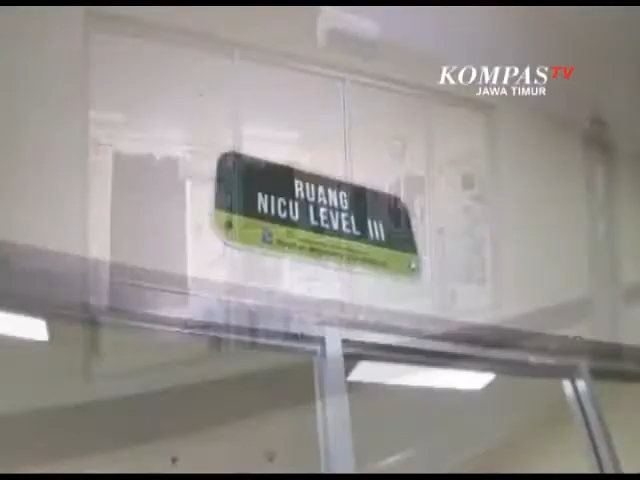 KOMPAS TV
JAWA TIMUR
RUANG
NICU LEVEL III